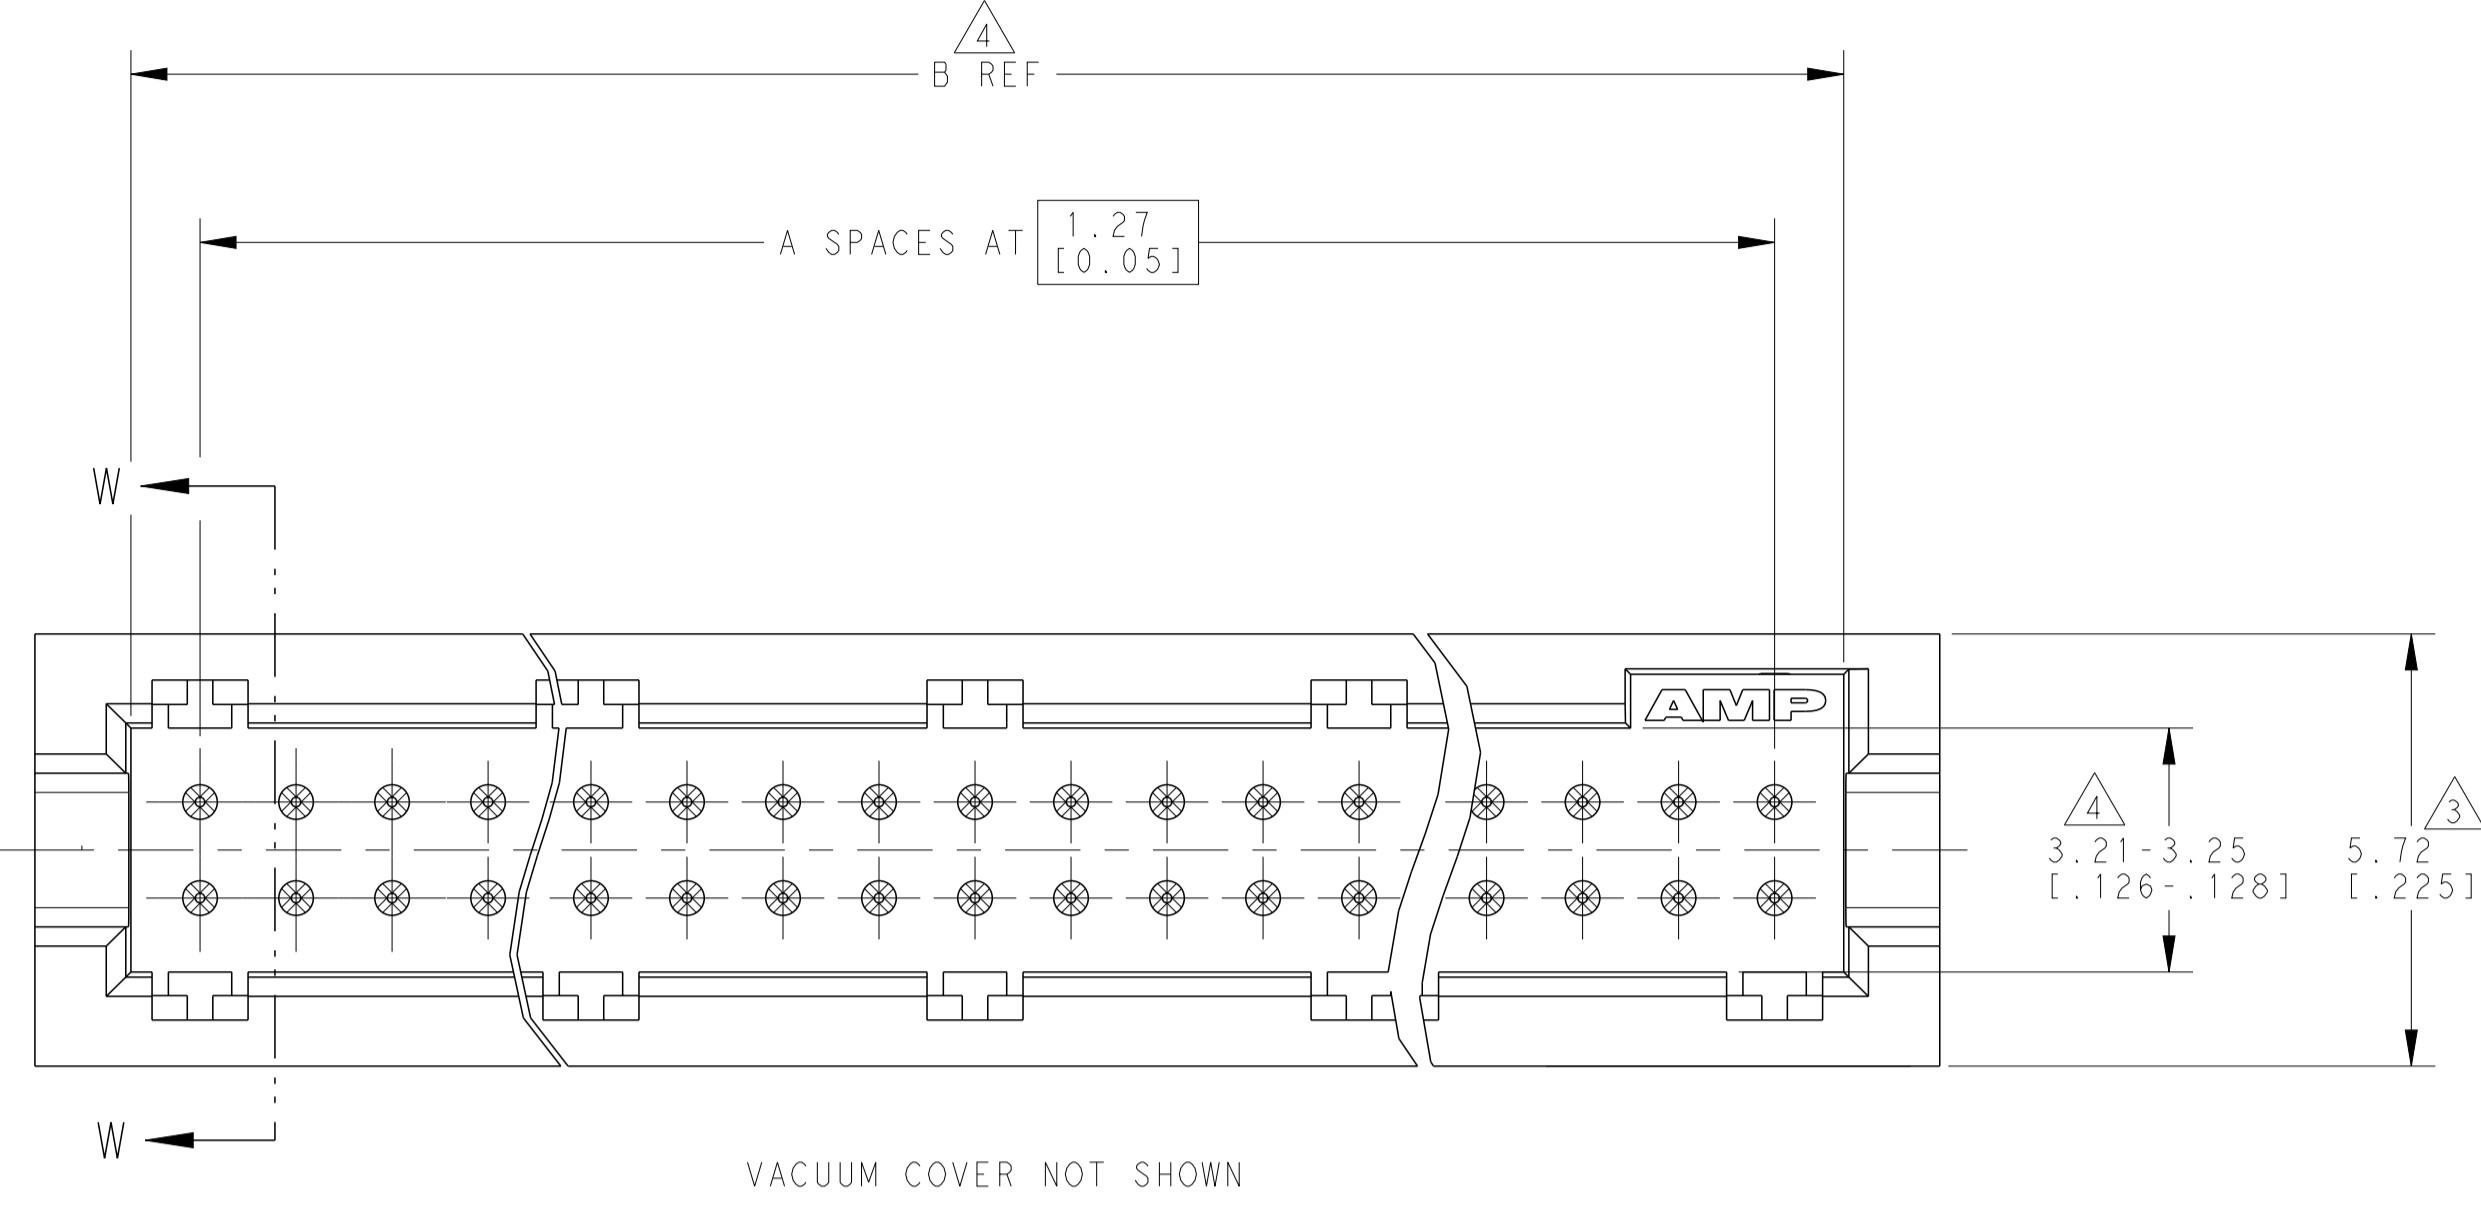 4
B REF
A SPACES AT
1.27
[0.05]
W
AMP
4
3
3.21-3.25
5.72
[.126-.128]
[.225]
W
VACUUM COVER NOT SHOWN